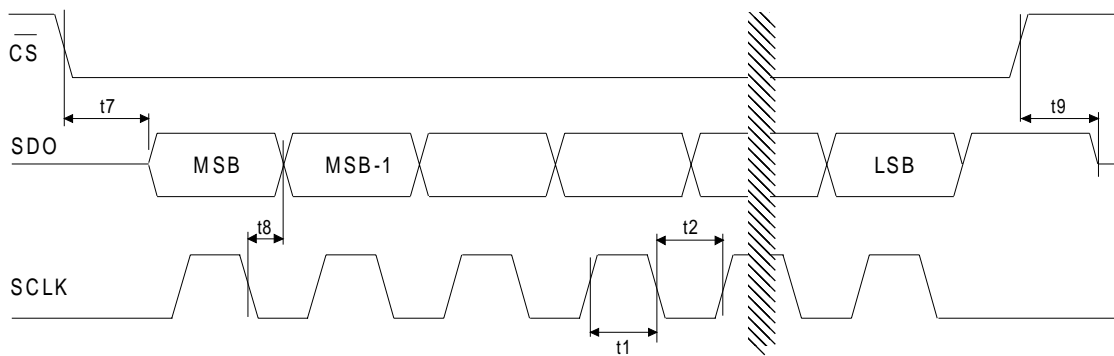 CS
t7
t9
SDO
MSB
MSB-1
LSB
t8
t2
SCLK
t1